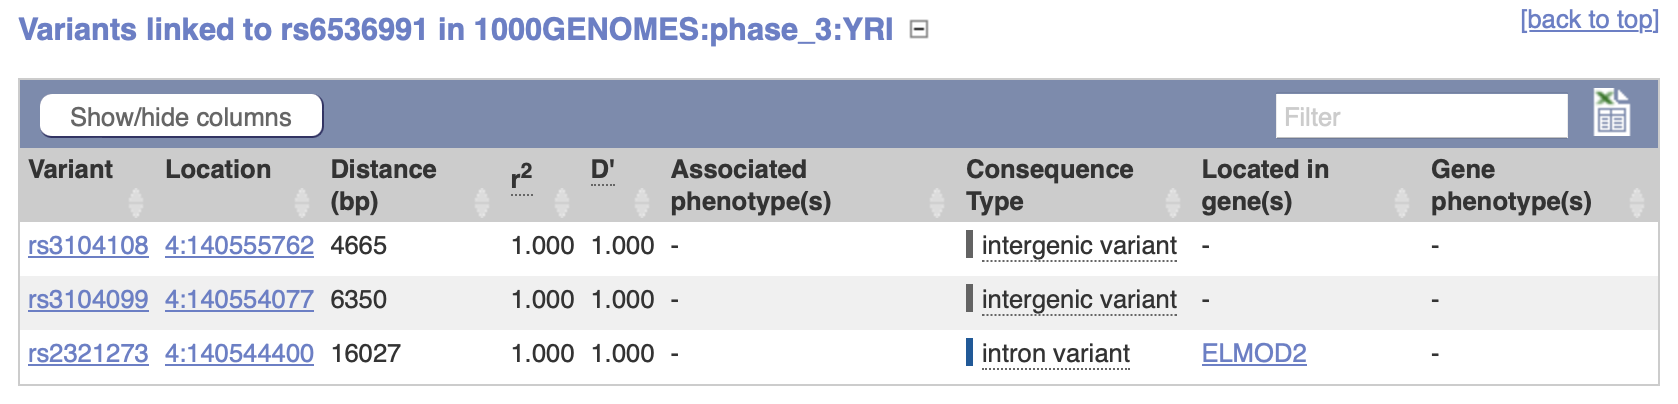 Variants linked to rs6536991 in 1000GENOMES:phase_3:YRI
[back to top]
Show/hide columns
Filter
Variant Location Distance (bp) r2 D' Associated phenotype(s) Consequence Type Located in gene(s) Gene phenotype(s)
rs3104108 4:140555762 4665 1.000 1.000 - intergenic variant - -
rs3104099 4:140554077 6350 1.000 1.000 - intergenic variant - -
rs2321273 4:140544400 16027 1.000 1.000 - intron variant ELMOD2 -